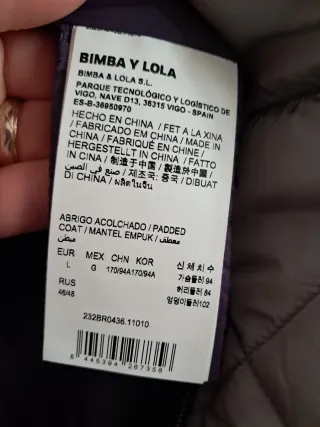 BIMBA Y LOLA
BIMBA & LOLA S.L.
PARQUE TECNOLÓGICO Y LOGÍSTICO DE
VIGO, NAVE D13, 36315 VIGO - SPAIN
ES-B-36950970
HECHO EN CHINA / FET A LA XINA
/ FABRICADO EM CHINA / MADE IN
CHINA / FABRIQUÉ EN CHINE /
HERGESTELLT IN CHINA / FATTO
IN CINA / 制造于中国 / 製造於中國
/ صنع في الصين / 제조국: 중국 / DIBUAT
DI CHINA / ผลิตในจีน
ABRIGO ACOLCHADO / PADDED
COAT / MANTEL EMPUK / معطف
مبطن
EUR MEX CHN KOR 신체치수
L G 170/94A 170/94A 가슴둘레 94
허리둘레 84
RUS 엉덩이둘레 102
46/48
232BR0436.11010
8 445394 267358